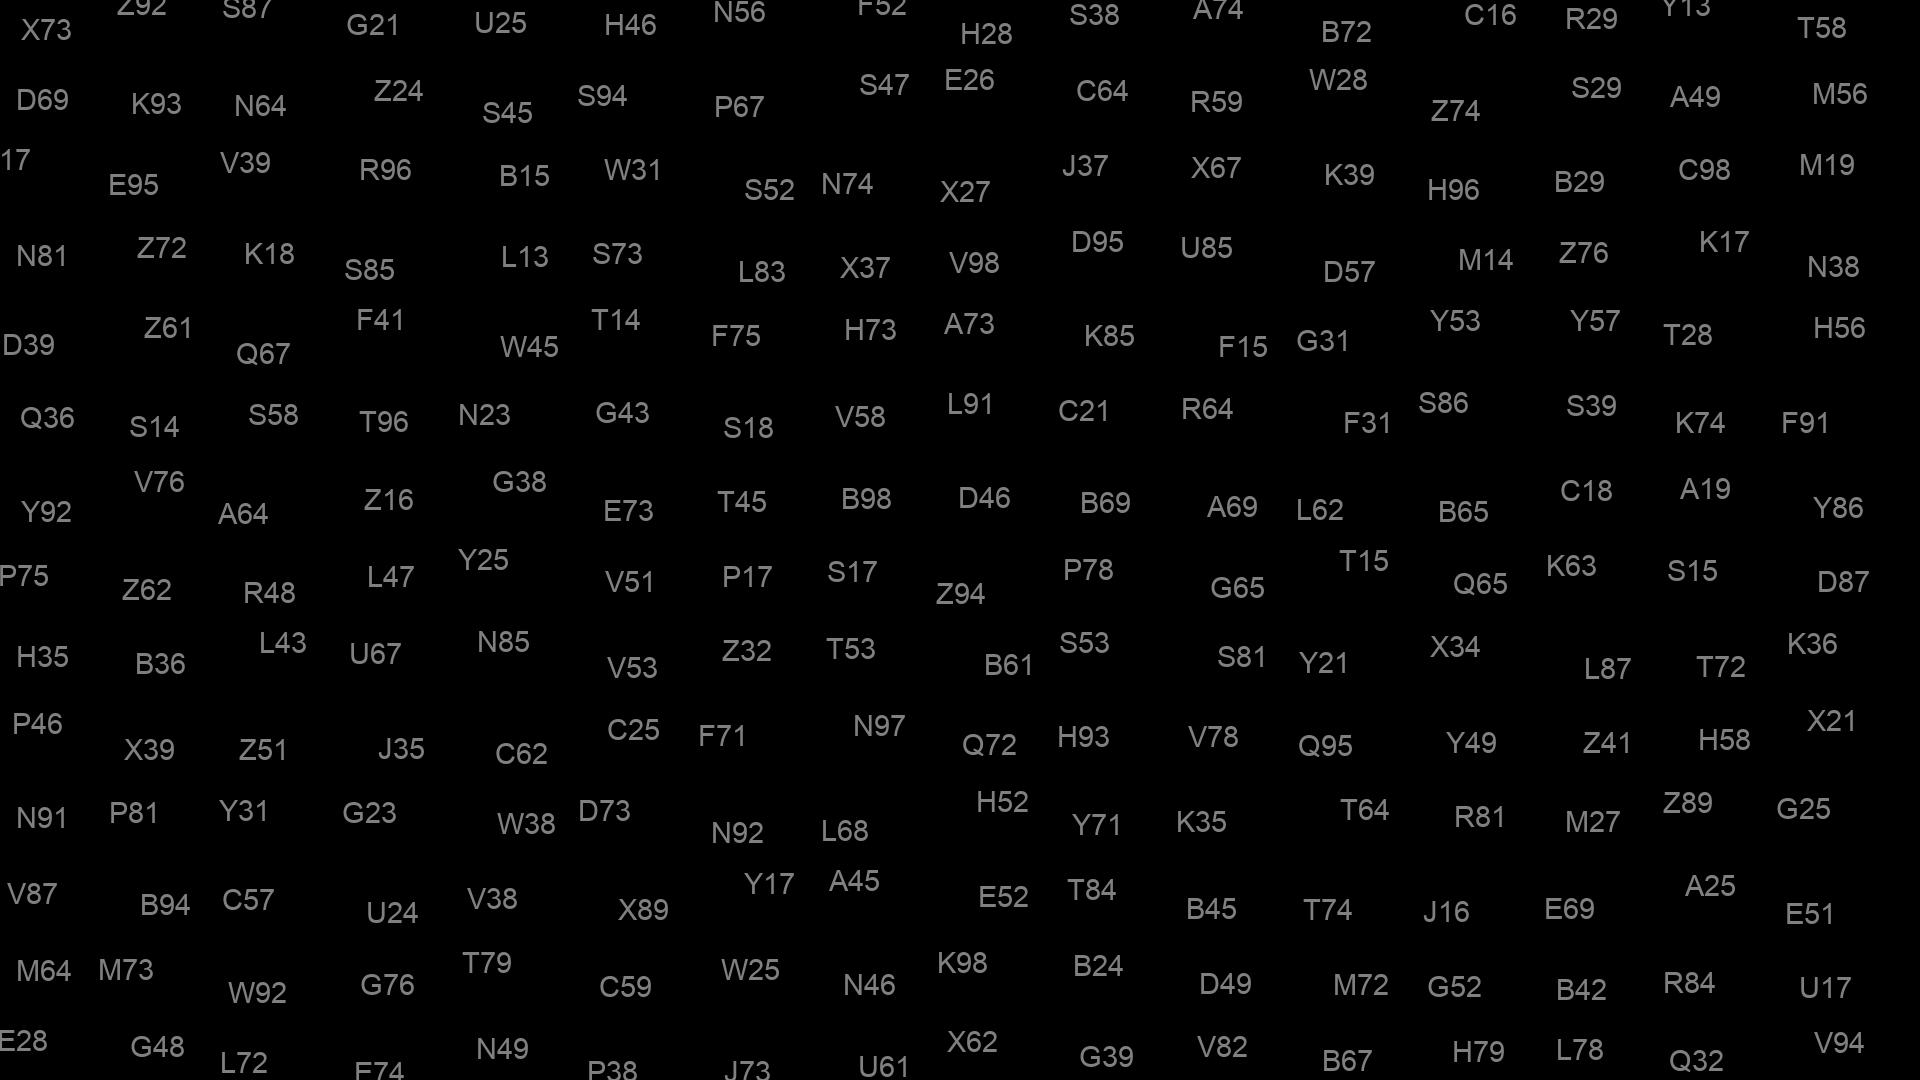 X73 Z92 S87 G21 U25 H46 N56 F52 H28 S38 A74 B72 C16 R29 Y13 T58
D69 K93 N64 Z24 S45 S94 P67 S47 E26 C64 R59 W28 Z74 S29 A49 M56
17 E95 V39 R96 B15 W31 S52 N74 X27 J37 X67 K39 H96 B29 C98 M19
N81 Z72 K18 S85 L13 S73 L83 X37 V98 D95 U85 D57 M14 Z76 K17 N38
D39 Z61 Q67 F41 W45 T14 F75 H73 A73 K85 F15 G31 Y53 Y57 T28 H56
Q36 S14 S58 T96 N23 G43 S18 V58 L91 C21 R64 F31 S86 S39 K74 F91
Y92 V76 A64 Z16 G38 E73 T45 B98 D46 B69 A69 L62 B65 C18 A19 Y86
P75 Z62 R48 L47 Y25 V51 P17 S17 Z94 P78 G65 T15 Q65 K63 S15 D87
H35 B36 L43 U67 N85 V53 Z32 T53 B61 S53 S81 Y21 X34 L87 T72 K36
P46 X39 Z51 J35 C62 C25 F71 N97 Q72 H93 V78 Q95 Y49 Z41 H58 X21
N91 P81 Y31 G23 W38 D73 N92 L68 H52 Y71 K35 T64 R81 M27 Z89 G25
V87 B94 C57 U24 V38 X89 Y17 A45 E52 T84 B45 T74 J16 E69 A25 E51
M64 M73 W92 G76 T79 C59 W25 N46 K98 B24 D49 M72 G52 B42 R84 U17
E28 G48 L72 N49 P38 J73 U61 X62 G39 V82 B67 H79 L78 Q32 V94